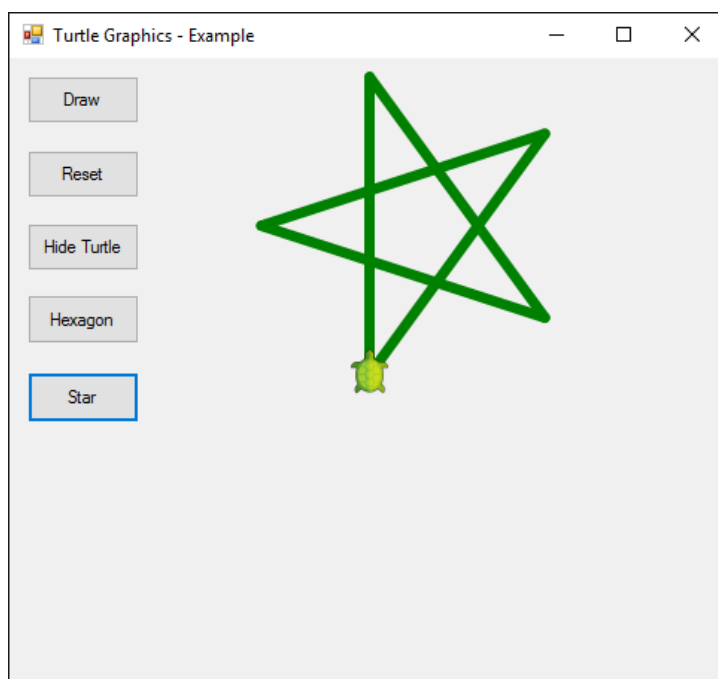 Turtle Graphics - Example
Draw
Reset
Hide Turtle
Hexagon
Star